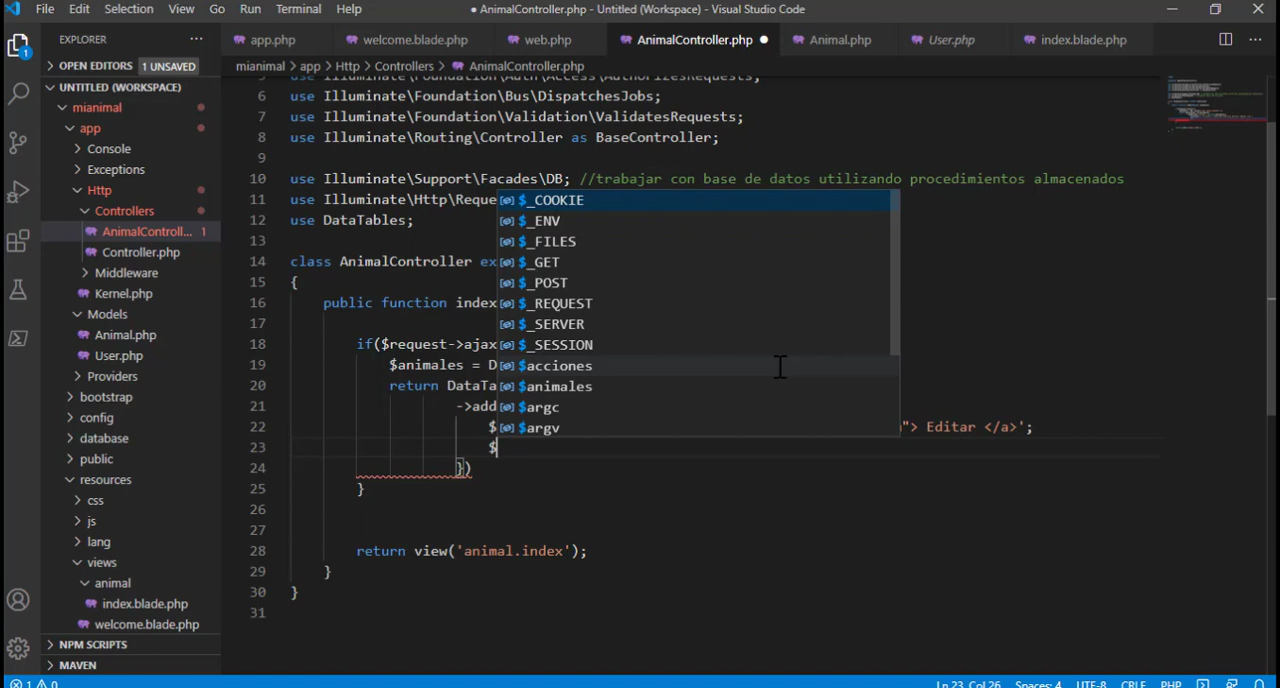 File Edit Selection View Go Run Terminal Help
● AnimalController.php - Untitled (Workspace) - Visual Studio Code
EXPLORER
app.php welcome.blade.php web.php AnimalController.php ● Animal.php User.php index.blade.php
OPEN EDITORS 1 UNSAVED
mianimal > app > Http > Controllers > AnimalController.php
UNTITLED (WORKSPACE)
mianimal
app
Console
Exceptions
Http
Controllers
AnimalControll... 1
Controller.php
Middleware
Kernel.php
Models
Animal.php
User.php
Providers
bootstrap
config
database
public
resources
css
js
lang
views
animal
index.blade.php
welcome.blade.php
NPM SCRIPTS
MAVEN
5 use Illuminate\Foundation\Auth\Access\AuthorizesRequests;
6 use Illuminate\Foundation\Bus\DispatchesJobs;
7 use Illuminate\Foundation\Validation\ValidatesRequests;
8 use Illuminate\Routing\Controller as BaseController;
9
10 use Illuminate\Support\Facades\DB; //trabajar con base de datos utilizando procedimientos almacenados
11 use Illuminate\Http\Reque
12 use DataTables;
13
14 class AnimalController ex
15 {
16 public function index
17
18 if($request->ajax
19 $animales = D
20 return DataTa
21 ->add
22 $ "> Editar </a>';
23 $
24 })
25 }
26
27
28 return view('animal.index');
29 }
30 }
31
$_COOKIE
$_ENV
$_FILES
$_GET
$_POST
$_REQUEST
$_SERVER
$_SESSION
$acciones
$animales
$argc
$argv
1 0 Ln 23, Col 26 Spaces: 4 UTF-8 CRLF PHP